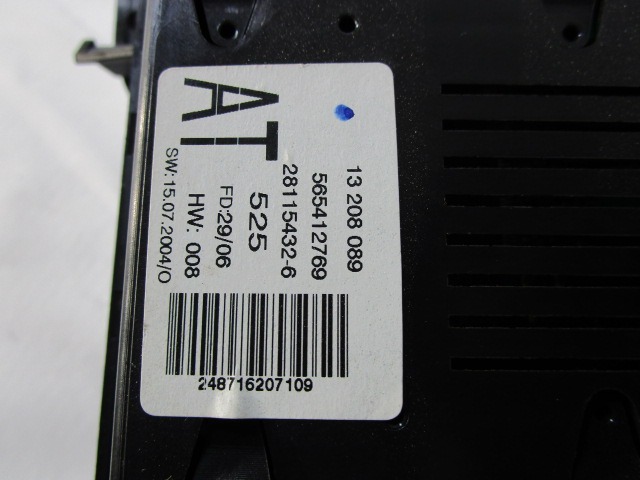 13 208 089
565412769
28115432-6
525
FD:29/06
HW: 008
SW:15.07.2004/O
AT
248716207109